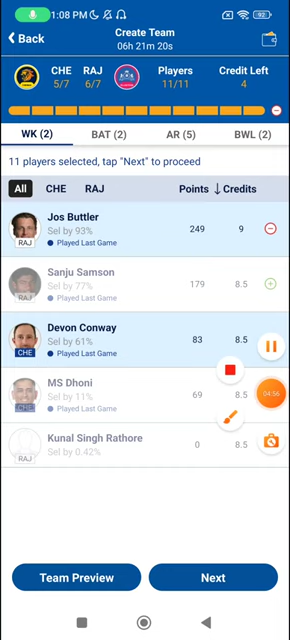 1:08 PM
92
Back
Create Team
06h 21m 20s
CHE RAJ Players Credit Left
5/7 6/7 11/11 4
WK (2) BAT (2) AR (5) BWL (2)
11 players selected, tap "Next" to proceed
All CHE RAJ Points ↓ Credits
Jos Buttler
Sel by 93% 249 9
Played Last Game
RAJ
Sanju Samson
Sel by 77% 179 8.5
Played Last Game
RAJ
Devon Conway
Sel by 61% 83 8.5
Played Last Game
CHE
MS Dhoni
Sel by 11% 69 8.5
Played Last Game
CHE
04:56
Kunal Singh Rathore
Sel by 0.42% 0 8.5
RAJ
Team Preview Next